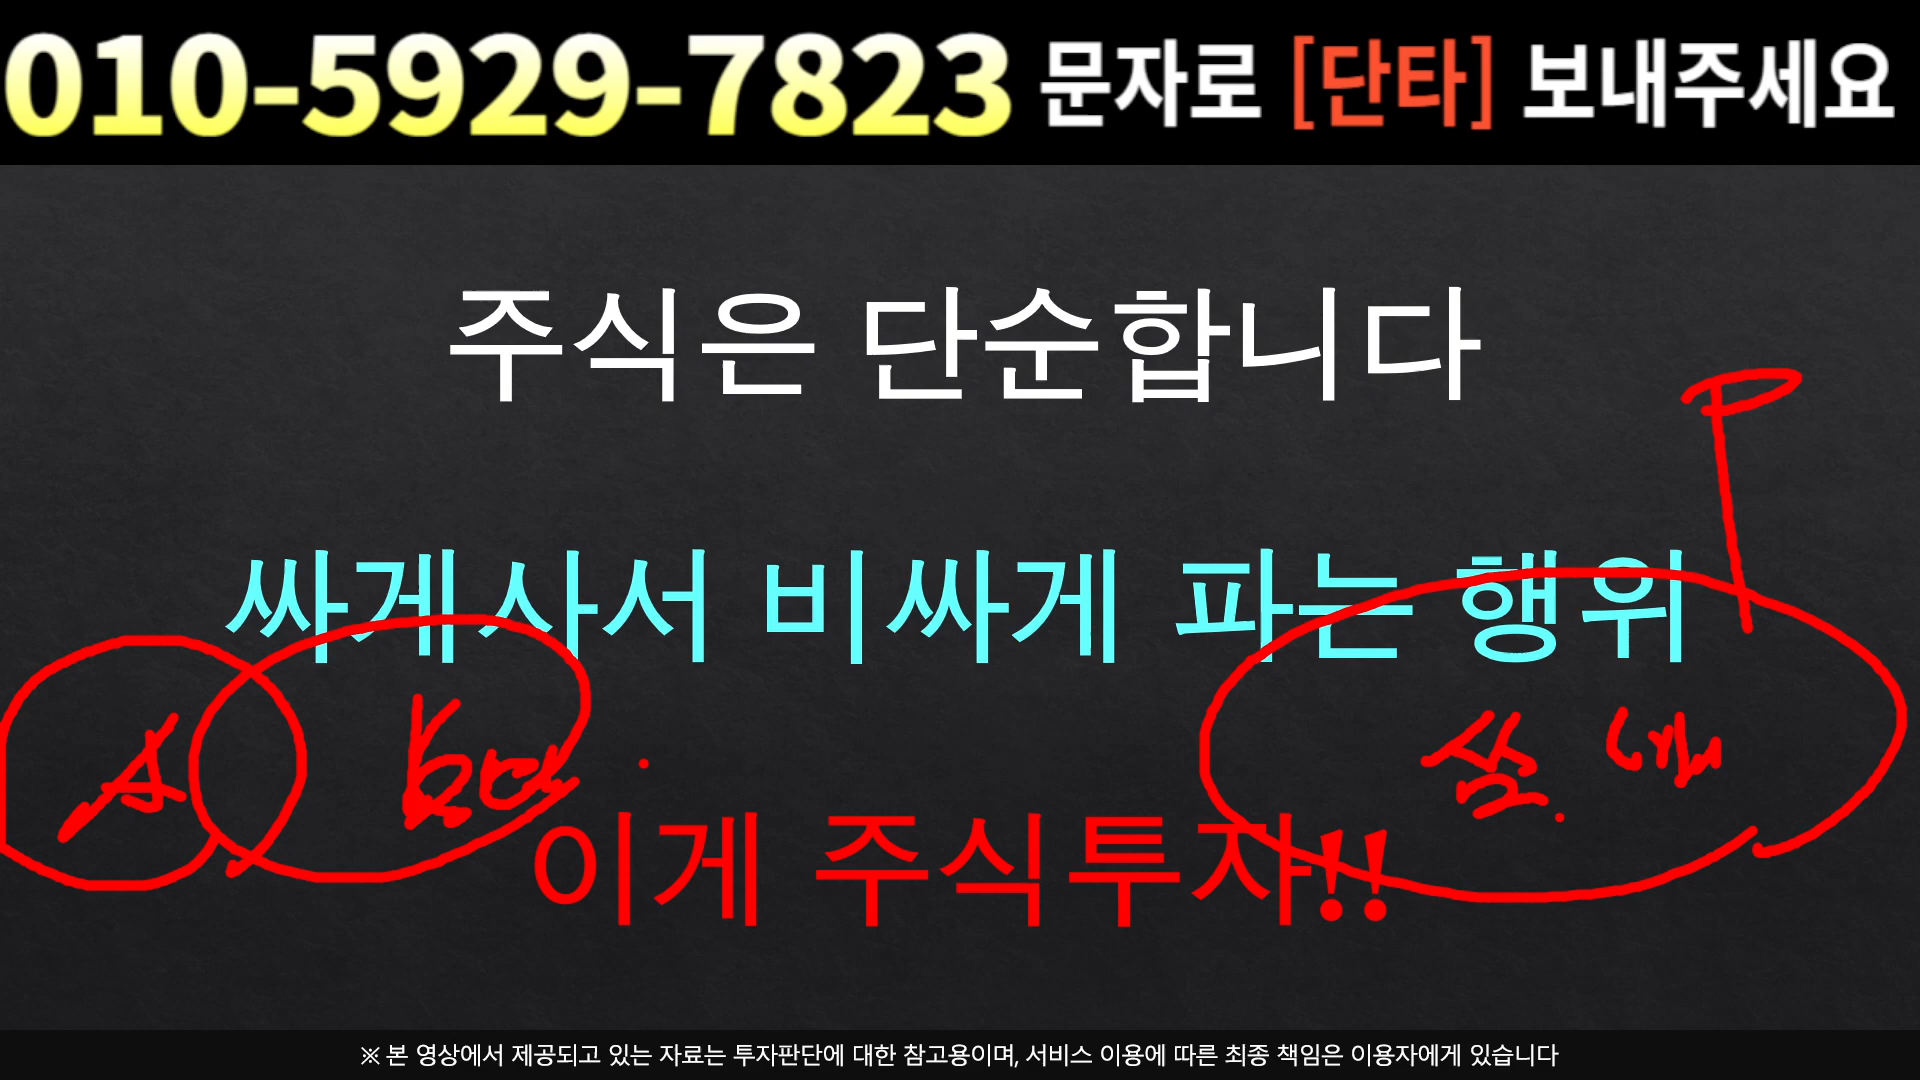 010-5929-7823 문자로 [단타] 보내주세요
주식은 단순합니다
싸게사서 비싸게 파는 행위
이게 주식투자!!
※ 본 영상에서 제공되고 있는 자료는 투자판단에 대한 참고용이며, 서비스 이용에 따른 최종 책임은 이용자에게 있습니다